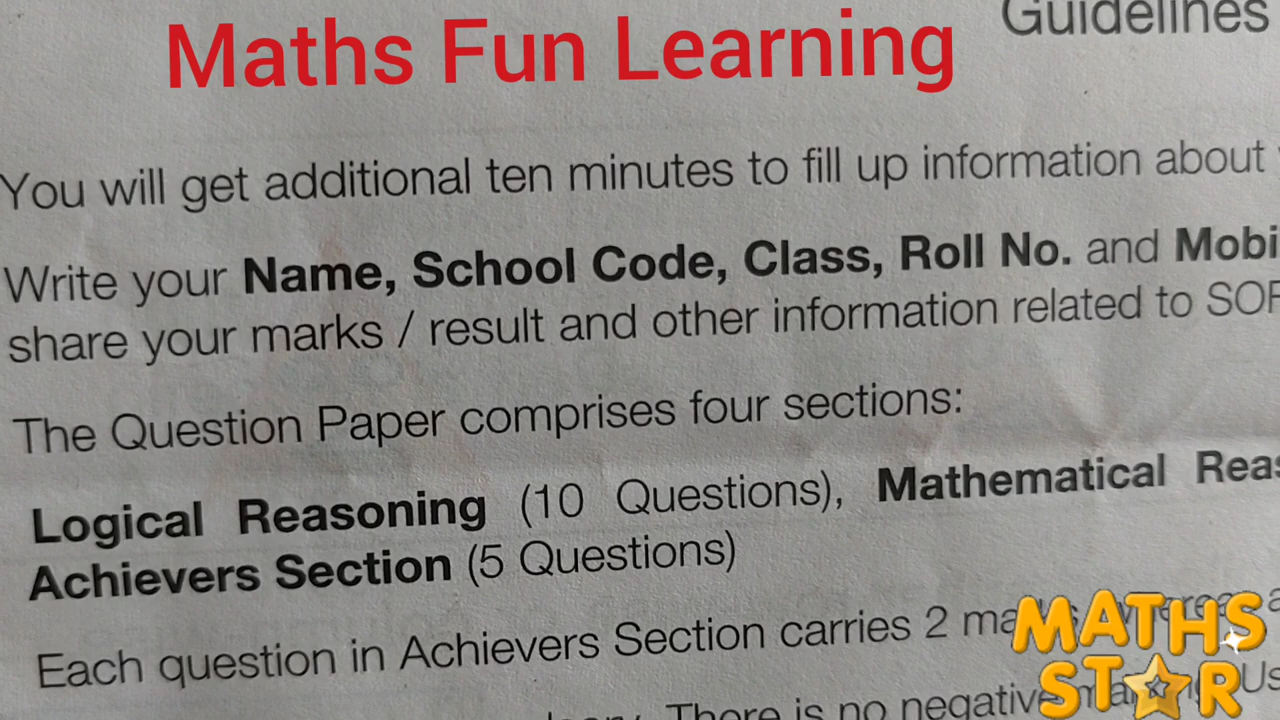 Maths Fun Learning
Guidelines
You will get additional ten minutes to fill up information about
Write your Name, School Code, Class, Roll No. and Mobi
share your marks / result and other information related to SOF
The Question Paper comprises four sections:
Logical Reasoning (10 Questions), Mathematical Reas
Achievers Section (5 Questions)
Each question in Achievers Section carries 2
There is no negative
MATHS
STAR